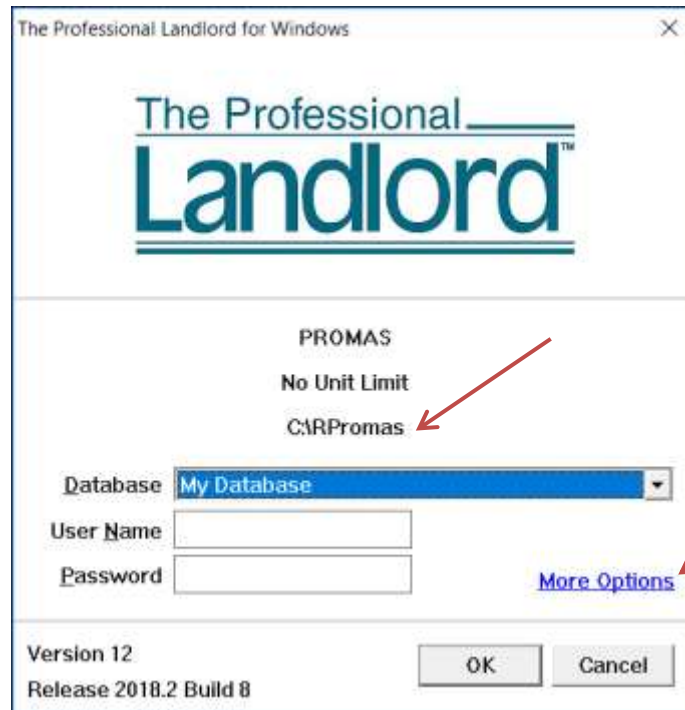 The Professional Landlord for Windows
The Professional
Landlord™
PROMAS
No Unit Limit
C:\RPromas
Database My Database
User Name
Password
More Options
Version 12
Release 2018.2 Build 8
OK Cancel